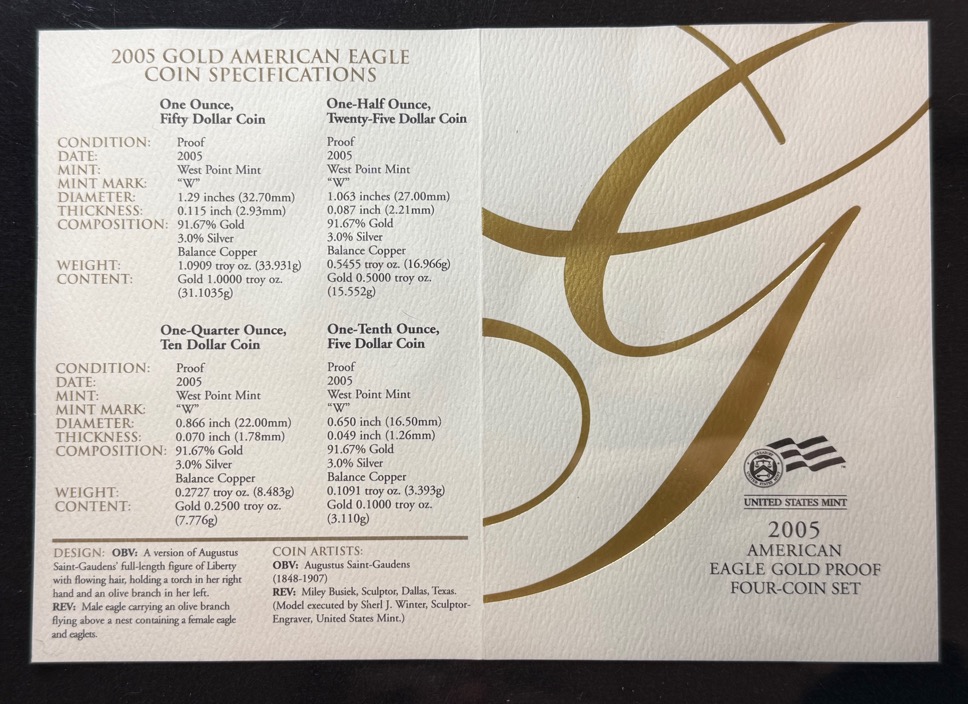 2005 GOLD AMERICAN EAGLE
COIN SPECIFICATIONS
One Ounce,
Fifty Dollar Coin
One-Half Ounce,
Twenty-Five Dollar Coin
CONDITION: Proof Proof
DATE: 2005 2005
MINT: West Point Mint West Point Mint
MINT MARK: “W” “W”
DIAMETER: 1.29 inches (32.70mm) 1.063 inches (27.00mm)
THICKNESS: 0.115 inch (2.93mm) 0.087 inch (2.21mm)
COMPOSITION: 91.67% Gold 91.67% Gold
3.0% Silver 3.0% Silver
Balance Copper Balance Copper
WEIGHT: 1.0909 troy oz. (33.931g) 0.5455 troy oz. (16.966g)
CONTENT: Gold 1.0000 troy oz. Gold 0.5000 troy oz.
(31.1035g) (15.552g)
One-Quarter Ounce,
Ten Dollar Coin
One-Tenth Ounce,
Five Dollar Coin
CONDITION: Proof Proof
DATE: 2005 2005
MINT: West Point Mint West Point Mint
MINT MARK: “W” “W”
DIAMETER: 0.866 inch (22.00mm) 0.650 inch (16.50mm)
THICKNESS: 0.070 inch (1.78mm) 0.049 inch (1.26mm)
COMPOSITION: 91.67% Gold 91.67% Gold
3.0% Silver 3.0% Silver
Balance Copper Balance Copper
WEIGHT: 0.2727 troy oz. (8.483g) 0.1091 troy oz. (3.393g)
CONTENT: Gold 0.2500 troy oz. Gold 0.1000 troy oz.
(7.776g) (3.110g)
DESIGN: OBV: A version of Augustus
Saint-Gaudens’ full-length figure of Liberty
with flowing hair, holding a torch in her right
hand and an olive branch in her left.
REV: Male eagle carrying an olive branch
flying above a nest containing a female eagle
and eaglets.
COIN ARTISTS:
OBV: Augustus Saint-Gaudens
(1848-1907)
REV: Miley Busiek, Sculptor, Dallas, Texas.
(Model executed by Sherl J. Winter, Sculptor-
Engraver, United States Mint.)
UNITED STATES MINT
2005
AMERICAN
EAGLE GOLD PROOF
FOUR-COIN SET